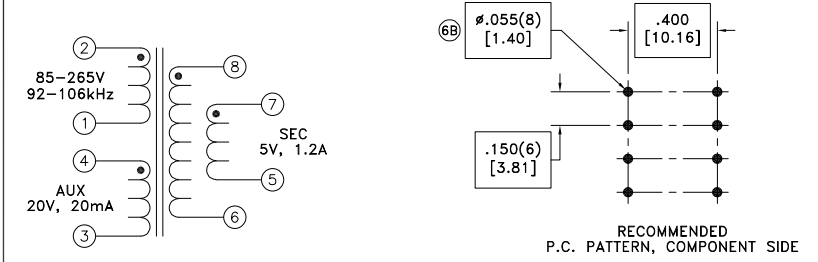 2
8
85-265V
92-106kHz
7
1
SEC
5V, 1.2A
4
5
AUX
20V, 20mA
6
3
6B
ø.055(8)
[1.40]
.400
[10.16]
.150(6)
[3.81]
RECOMMENDED
P.C. PATTERN, COMPONENT SIDE